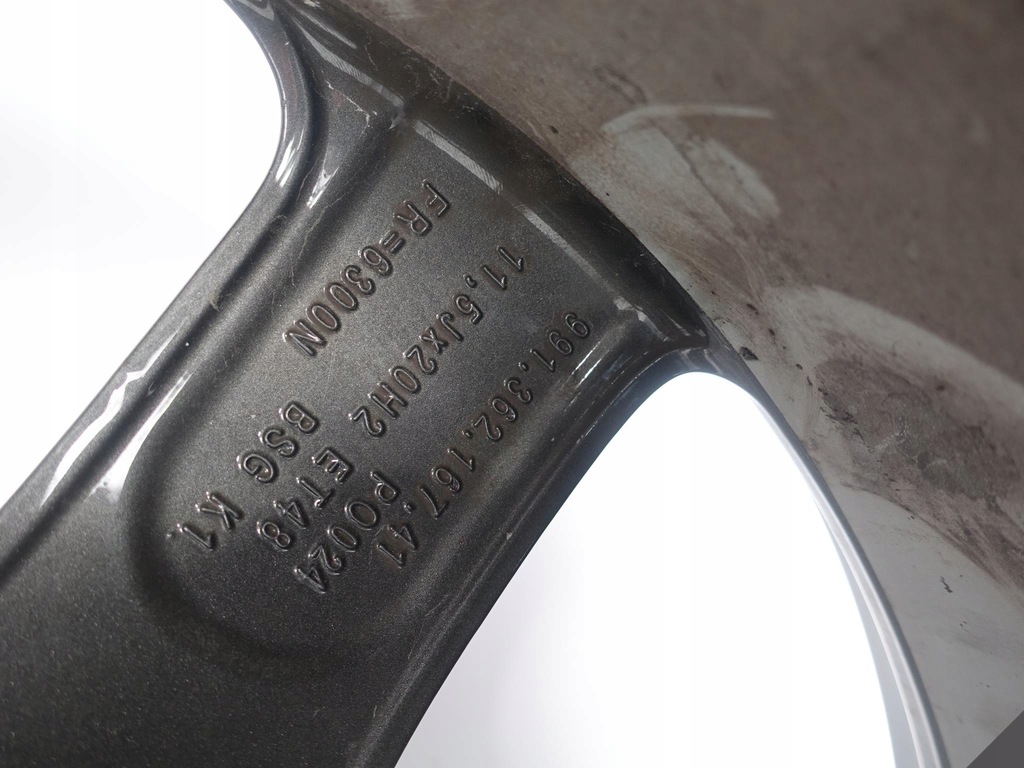 991,362,167,41
PO024
11,5Jx20H2 ET48
FR=6300N
BSG K1